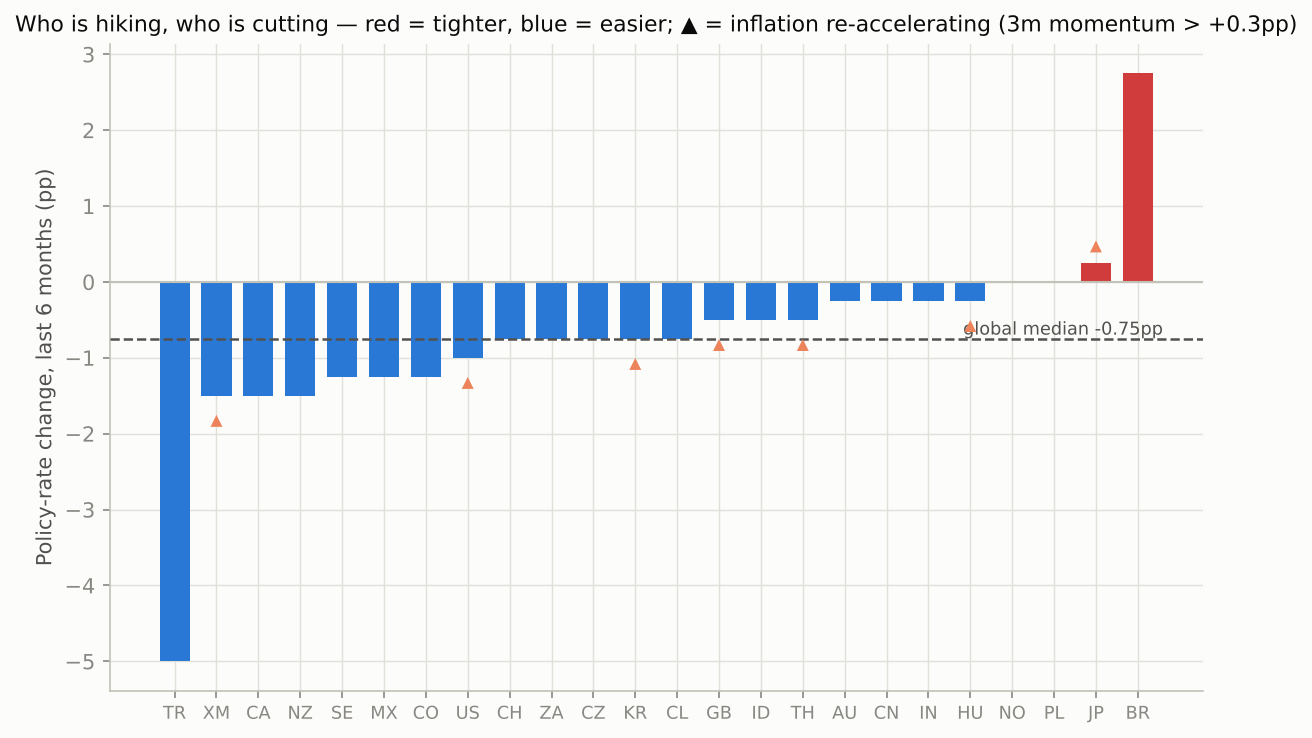 Who is hiking, who is cutting — red = tighter, blue = easier; ▲ = inflation re-accelerating (3m momentum > +0.3pp)
Policy-rate change, last 6 months (pp)
3
2
1
0
−1
−2
−3
−4
−5
global median -0.75pp
TR XM CA NZ SE MX CO US CH ZA CZ KR CL GB ID TH AU CN IN HU NO PL JP BR